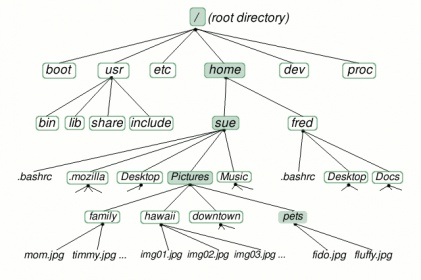 / (root directory)
boot usr etc home dev proc
bin lib share include sue fred
.bashrc .mozilla Desktop Pictures Music .bashrc Desktop Docs
family hawaii downtown pets
mom.jpg timmy.jpg ... img01.jpg img02.jpg img03.jpg ... fido.jpg fluffy.jpg